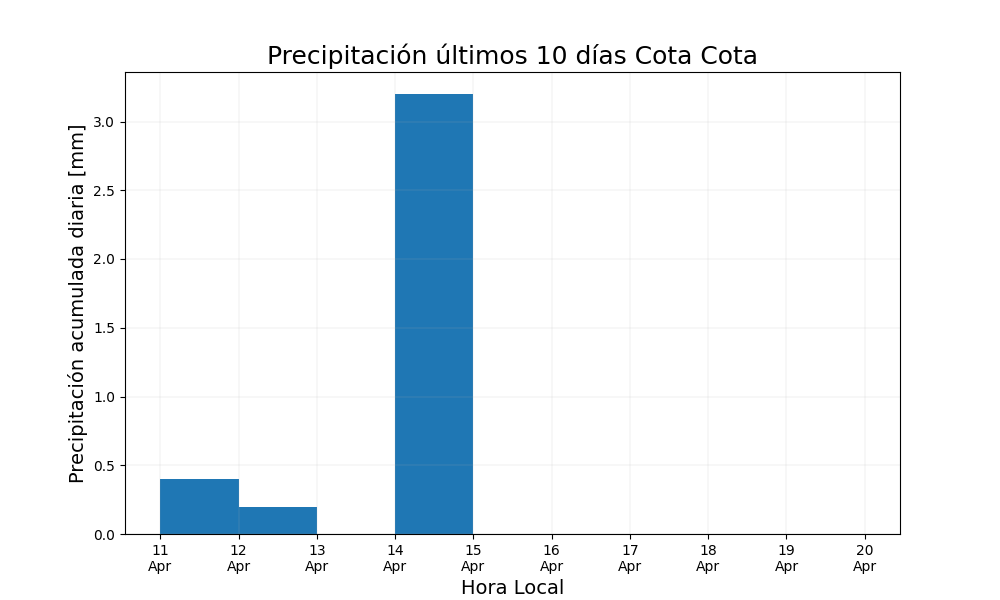 Precipitación últimos 10 días Cota Cota
Precipitación acumulada diaria [mm]
3.0
2.5
2.0
1.5
1.0
0.5
0.0
11 12 13 14 15 16 17 18 19 20
Apr Apr Apr Apr Apr Apr Apr Apr Apr Apr
Hora Local